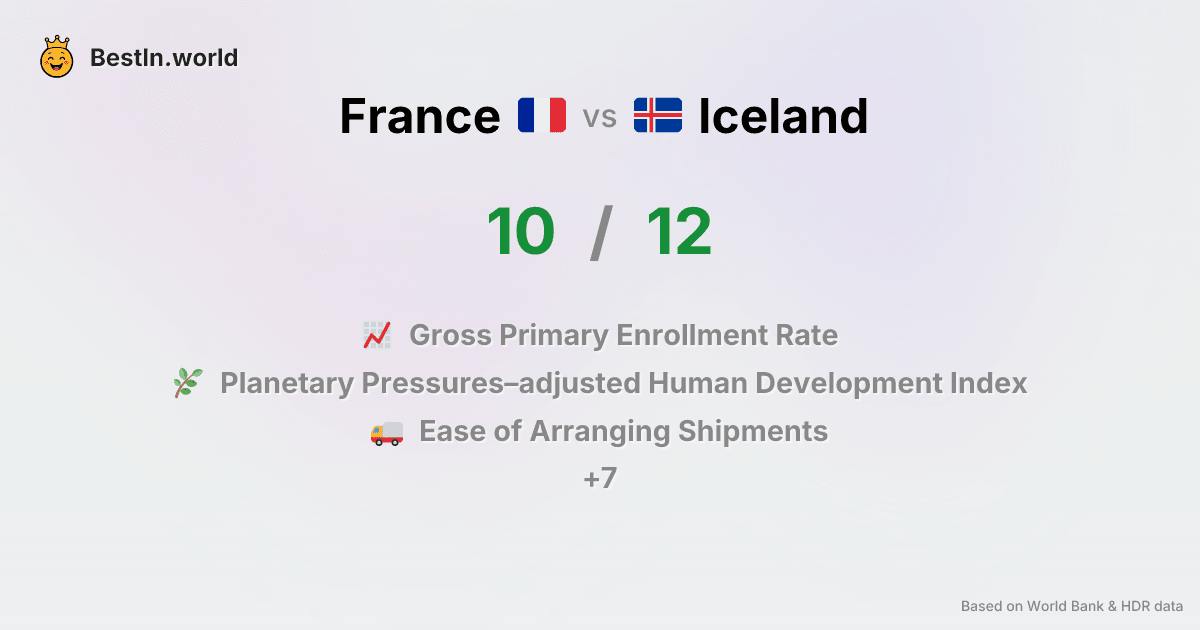 BestIn.world
France vs Iceland
10 / 12
Gross Primary Enrollment Rate
Planetary Pressures–adjusted Human Development Index
Ease of Arranging Shipments
+7
Based on World Bank & HDR data